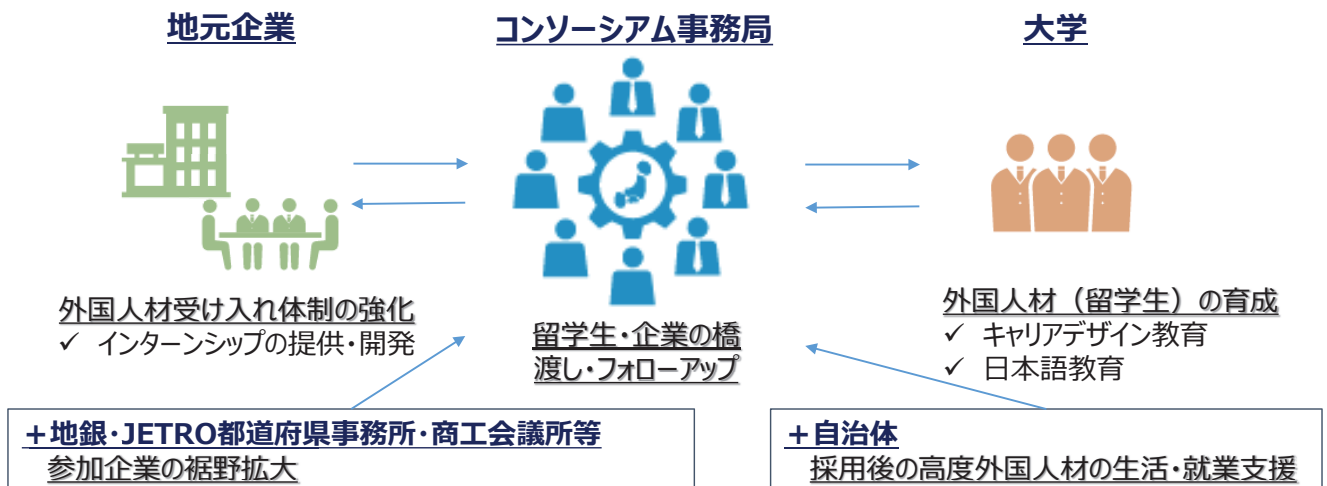 地元企業
コンソーシアム事務局
大学
外国人材受け入れ体制の強化
✓ インターンシップの提供・開発
留学生・企業の橋
渡し・フォローアップ
外国人材（留学生）の育成
✓ キャリアデザイン教育
✓ 日本語教育
＋地銀・JETRO都道府県事務所・商工会議所等
参加企業の裾野拡大
＋自治体
採用後の高度外国人材の生活・就業支援